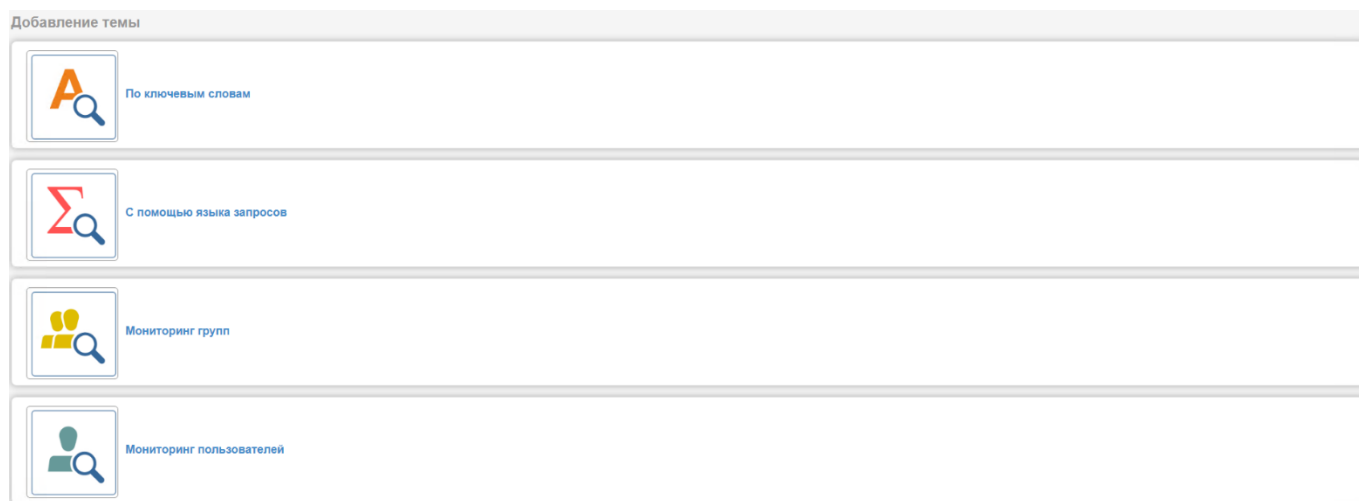 Добавление темы
По ключевым словам
С помощью языка запросов
Мониторинг групп
Мониторинг пользователей